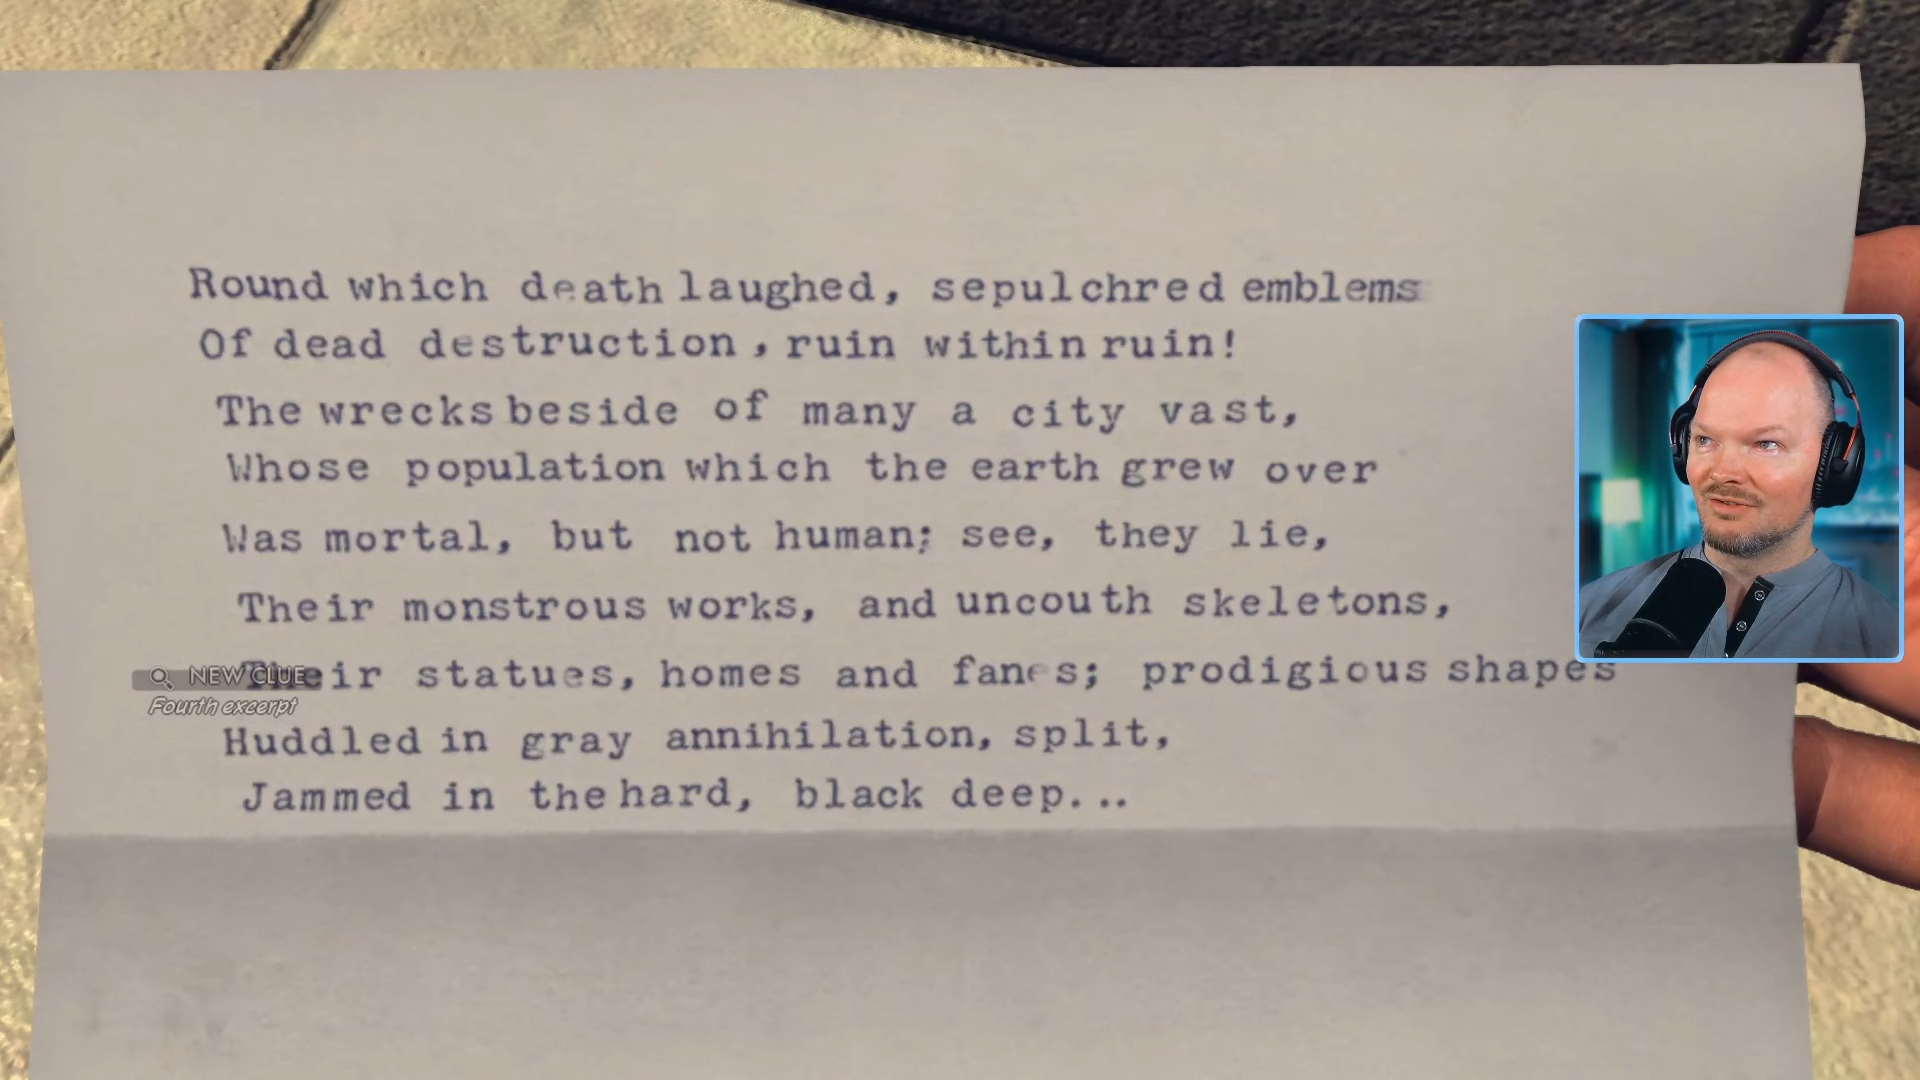 Round which death laughed, sepulchred emblems
Of dead destruction, ruin within ruin!
The wrecks beside of many a city vast,
Whose population which the earth grew over
Was mortal, but not human; see, they lie,
Their monstrous works, and uncouth skeletons,
Their statues, homes and fanes; prodigious shapes
Huddled in gray annihilation, split,
Jammed in the hard, black deep...
NEW CLUE
Fourth excerpt